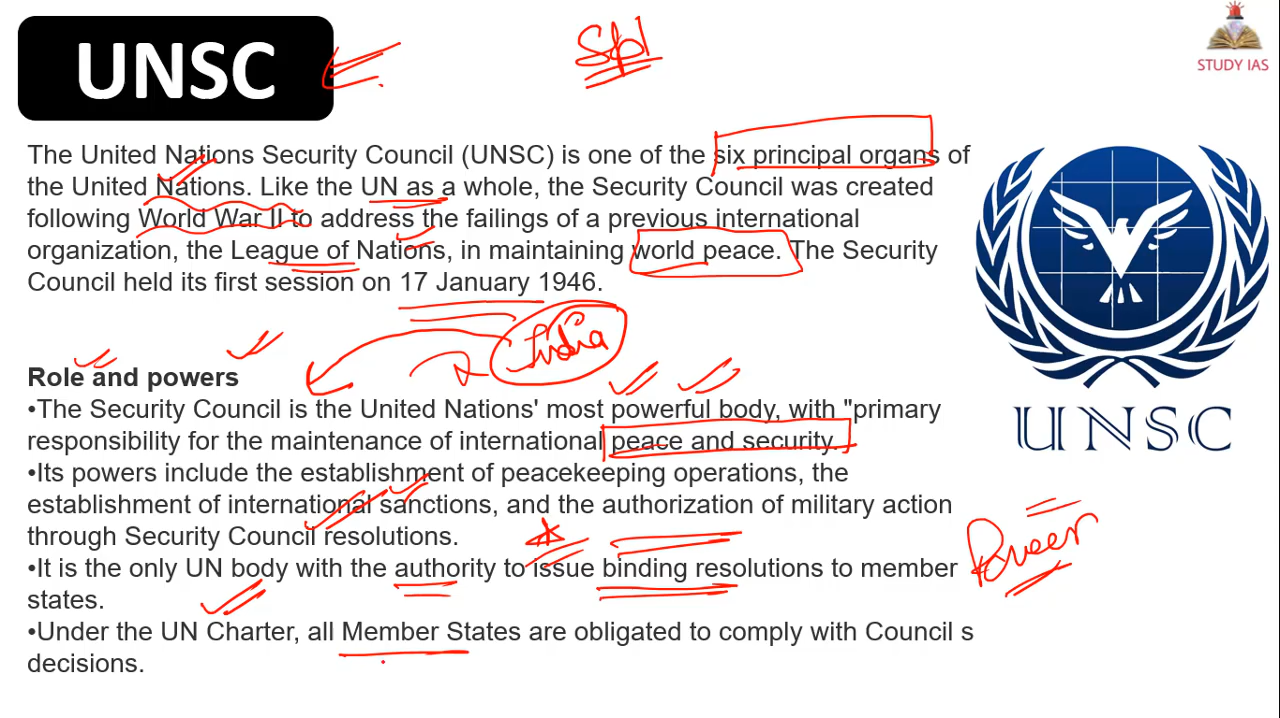 UNSC
Spl
STUDY IAS
The United Nations Security Council (UNSC) is one of the six principal organs of
the United Nations. Like the UN as a whole, the Security Council was created
following World War II to address the failings of a previous international
organization, the League of Nations, in maintaining world peace. The Security
Council held its first session on 17 January 1946.
India
UNSC
Role and powers
•The Security Council is the United Nations' most powerful body, with "primary
responsibility for the maintenance of international peace and security.
•Its powers include the establishment of peacekeeping operations, the
establishment of international sanctions, and the authorization of military action
through Security Council resolutions.
•It is the only UN body with the authority to issue binding resolutions to member
states.
•Under the UN Charter, all Member States are obligated to comply with Council s
decisions.